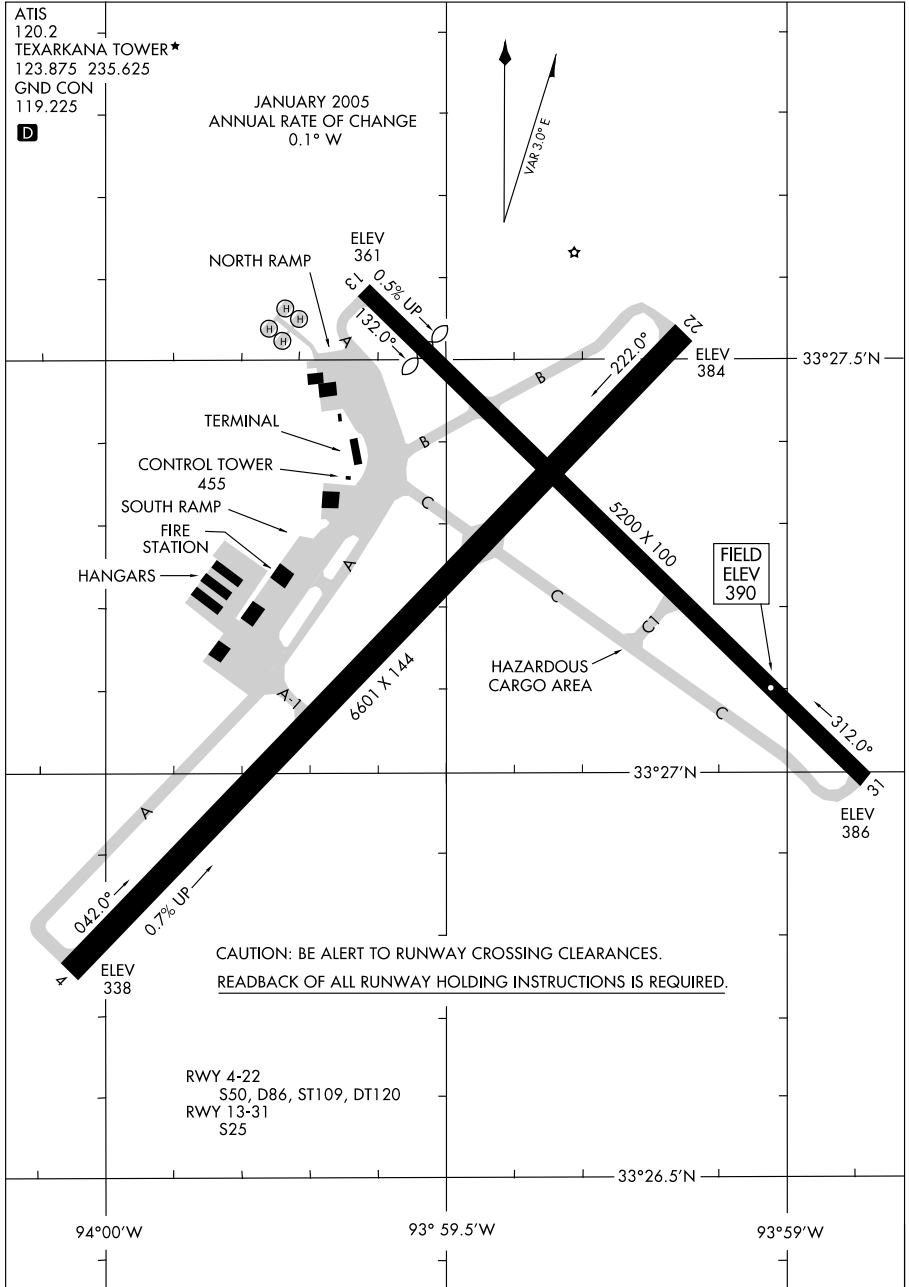 ATIS
120.2
TEXARKANA TOWER★
123.875 235.625
GND CON
119.225
D
JANUARY 2005
ANNUAL RATE OF CHANGE
0.1° W
VAR 3.0° E
ELEV
361
NORTH RAMP
13
0.5% UP
132.0°
H
H
H
H
A
22
222.0°
ELEV
384
33°27.5'N
B
B
TERMINAL
CONTROL TOWER
455
SOUTH RAMP
FIRE
STATION
HANGARS
C
A
5200 X 100
FIELD
ELEV
390
C
C1
HAZARDOUS
CARGO AREA
A-1
6601 X 144
C
312.0°
33°27'N
31
ELEV
386
A
042.0°
0.7% UP
4
ELEV
338
CAUTION: BE ALERT TO RUNWAY CROSSING CLEARANCES.
READBACK OF ALL RUNWAY HOLDING INSTRUCTIONS IS REQUIRED.
RWY 4-22
S50, D86, ST109, DT120
RWY 13-31
S25
33°26.5'N
94°00'W
93° 59.5'W
93°59'W